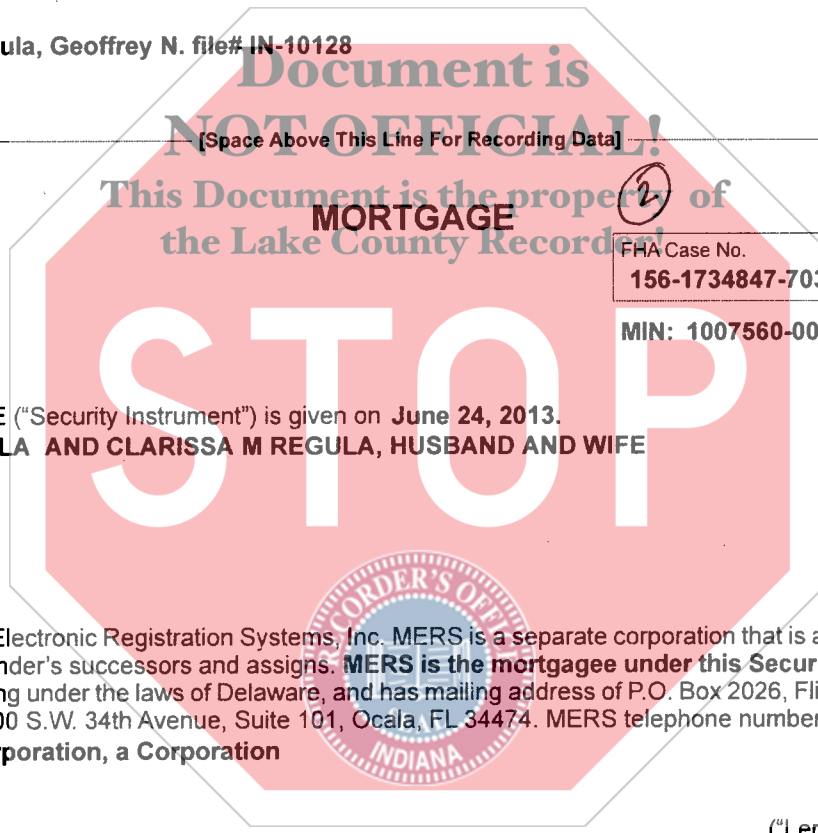 ula, Geoffrey N. file# IN-10128
Document is
NOT OFFICIAL!
[Space Above This Line For Recording Data]
This Document is the property of
the Lake County Recorder!
MORTGAGE
2
FHA Case No.
156-1734847-703
MIN: 1007560-00
STOP
E ("Security Instrument") is given on June 24, 2013.
LA AND CLARISSA M REGULA, HUSBAND AND WIFE
RECORDER'S OFFICE
Electronic Registration Systems, Inc. MERS is a separate corporation that is a
nder's successors and assigns. MERS is the mortgagee under this Secur
ng under the laws of Delaware, and has mailing address of P.O. Box 2026, Fli
00 S.W. 34th Avenue, Suite 101, Ocala, FL 34474. MERS telephone number
SEAL
rporation, a Corporation
INDIANA
("Len